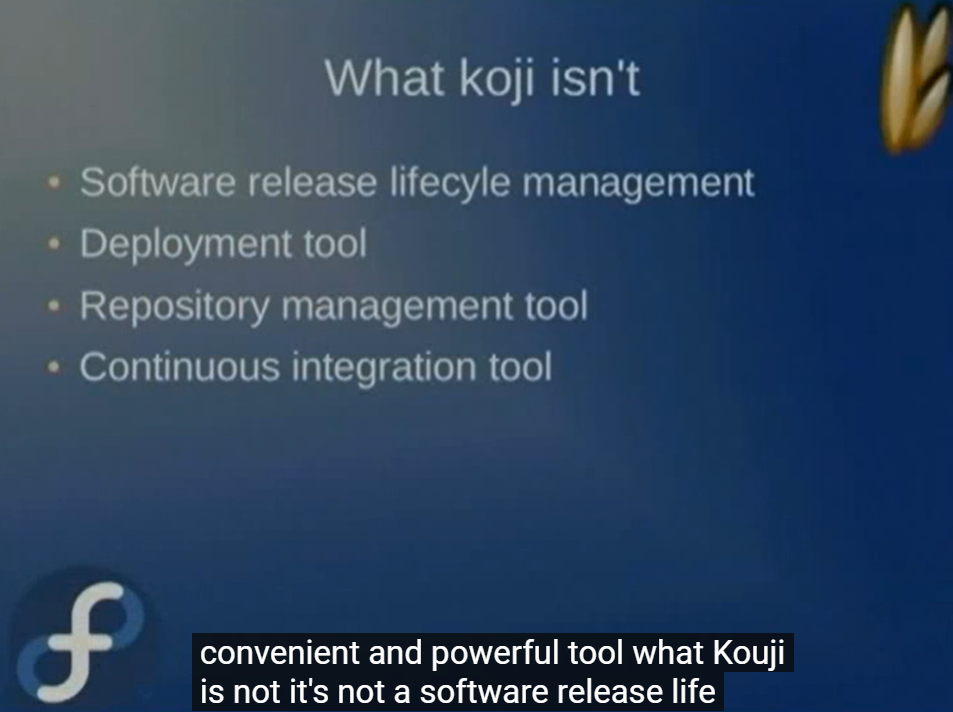 What koji isn't
• Software release lifecyle management
• Deployment tool
• Repository management tool
• Continuous integration tool
convenient and powerful tool what Kouji
is not it's not a software release life